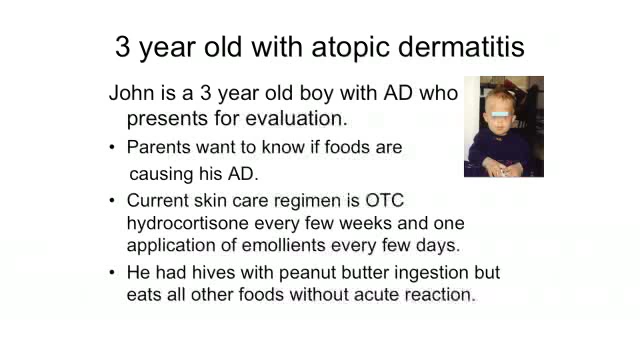 3 year old with atopic dermatitis
John is a 3 year old boy with AD who
presents for evaluation.
• Parents want to know if foods are
causing his AD.
• Current skin care regimen is OTC
hydrocortisone every few weeks and one
application of emollients every few days.
• He had hives with peanut butter ingestion but
eats all other foods without acute reaction.